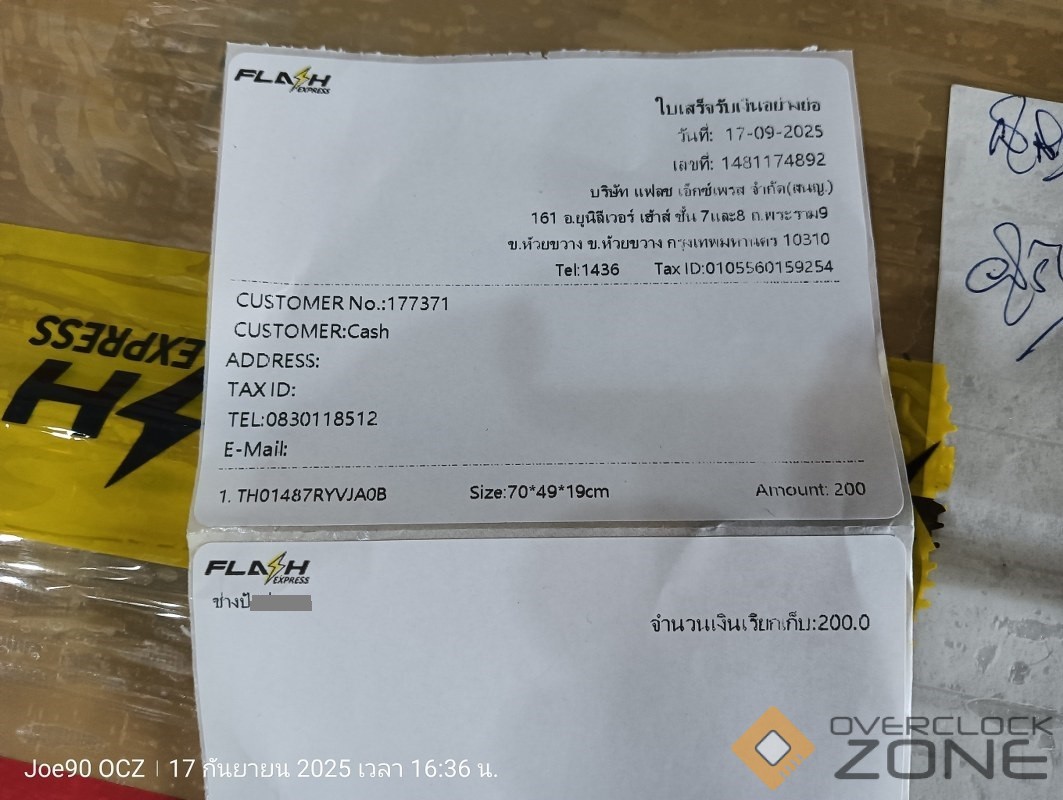 FLASH
EXPRESS
ใบเสร็จรับเงินอย่างย่อ
วันที่: 17-09-2025
เลขที่: 1481174892
บริษัท แฟลช เอ็กซ์เพรส จำกัด(สนญ.)
161 อ.ยูนิลีเวอร์ เฮ้าส์ ชั้น 7และ8 ถ.พระราม9
ข.ห้วยขวาง ข.ห้วยขวาง กรุงเทพมหานคร 10310
Tel:1436 Tax ID:0105560159254
CUSTOMER No.:177371
CUSTOMER:Cash
ADDRESS:
TAX ID:
TEL:0830118512
E-Mail:
1. TH01487RYVJA0B Size:70*49*19cm Amount: 200
FLASH
EXPRESS
ช่างป
จำนวนเงินเรียกเก็บ:200.0
H
EXPRESS
Joe90 OCZ | 17 กันยายน 2025 เวลา 16:36 น.
OVERCLOCK
ZONE